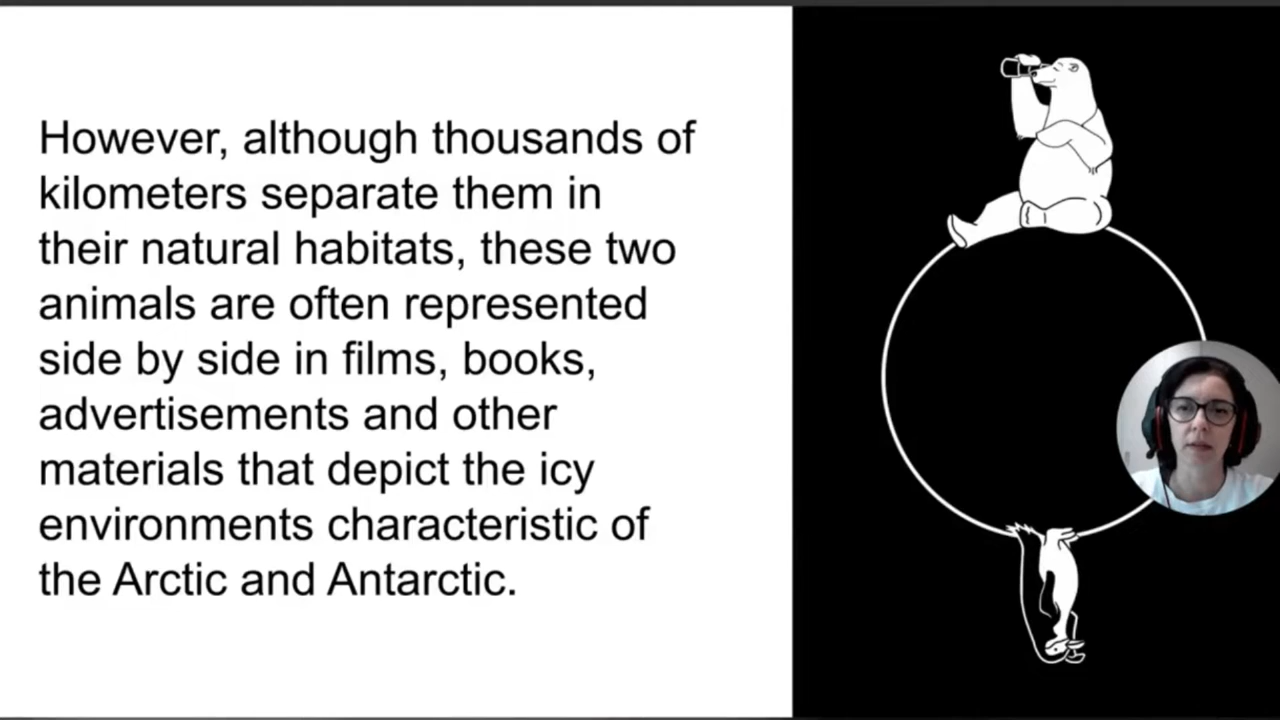 However, although thousands of
kilometers separate them in
their natural habitats, these two
animals are often represented
side by side in films, books,
advertisements and other
materials that depict the icy
environments characteristic of
the Arctic and Antarctic.